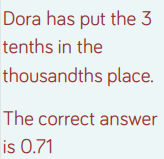 Dora has put the 3
tenths in the
thousandths place.
The correct answer
is 0.71